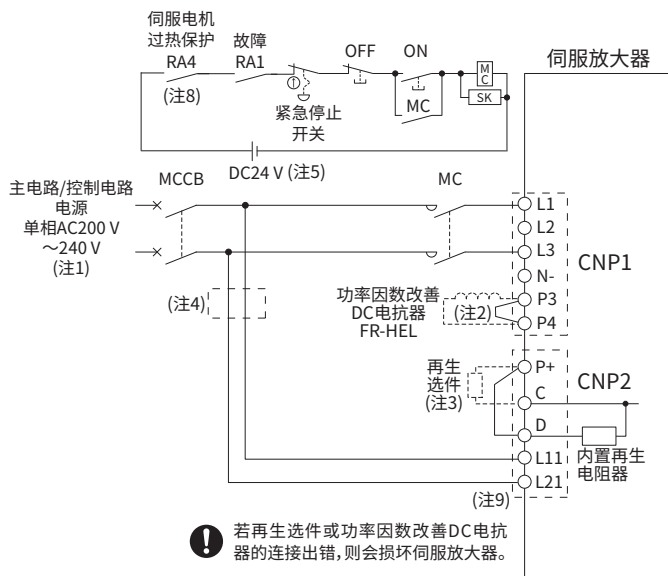 伺服电机
过热保护
RA4
(注8)
故障
RA1
OFF
ON
MC
MC
SK
紧急停止
开关
DC24 V (注5)
伺服放大器
主电路/控制电路
电源
单相AC200 V
～240 V
(注1)
MCCB
MC
(注4)
L1
L2
L3
N-
P3
P4
CNP1
功率因数改善
DC电抗器
FR-HEL
(注2)
再生
选件
(注3)
P+
C
D
L11
L21
CNP2
内置再生
电阻器
(注9)
若再生选件或功率因数改善DC电抗
器的连接出错,则会损坏伺服放大器。